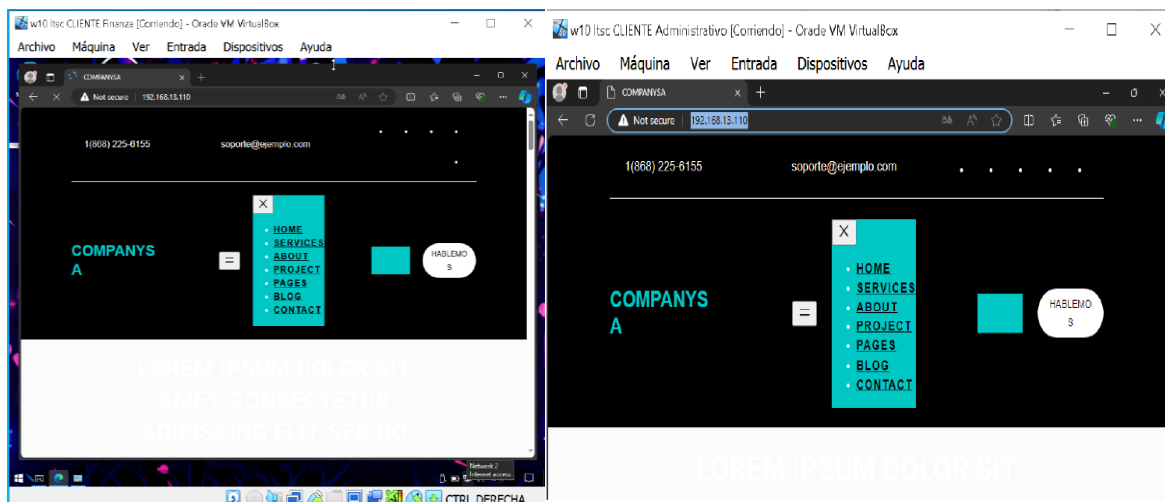 w10 ltsc CLIENTE Finanza [Corriendo] - Oracle VM VirtualBox
Archivo Máquina Ver Entrada Dispositivos Ayuda
COMPANYSA
Not secure 192.168.13.110
1(868) 225-6155 soporte@ejemplo.com
X
HOME
SERVICES
ABOUT
PROJECT
PAGES
BLOG
CONTACT
COMPANYS
A
=
HABLEMO
S
LOREM IPSUM DOLOR SIT
AMET, CONSECTETUR
ADIPISCING ELIT, SED DO
Network 2
Internet access
CTRL DERECHA
w10 ltsc CLIENTE Administrativo [Corriendo] - Oracle VM VirtualBox
Archivo Máquina Ver Entrada Dispositivos Ayuda
COMPANYSA
Not secure 192.168.13.110
1(868) 225-6155 soporte@ejemplo.com
X
HOME
SERVICES
ABOUT
PROJECT
PAGES
BLOG
CONTACT
COMPANYS
A
=
HABLEMO
S
LOREM IPSUM DOLOR SIT